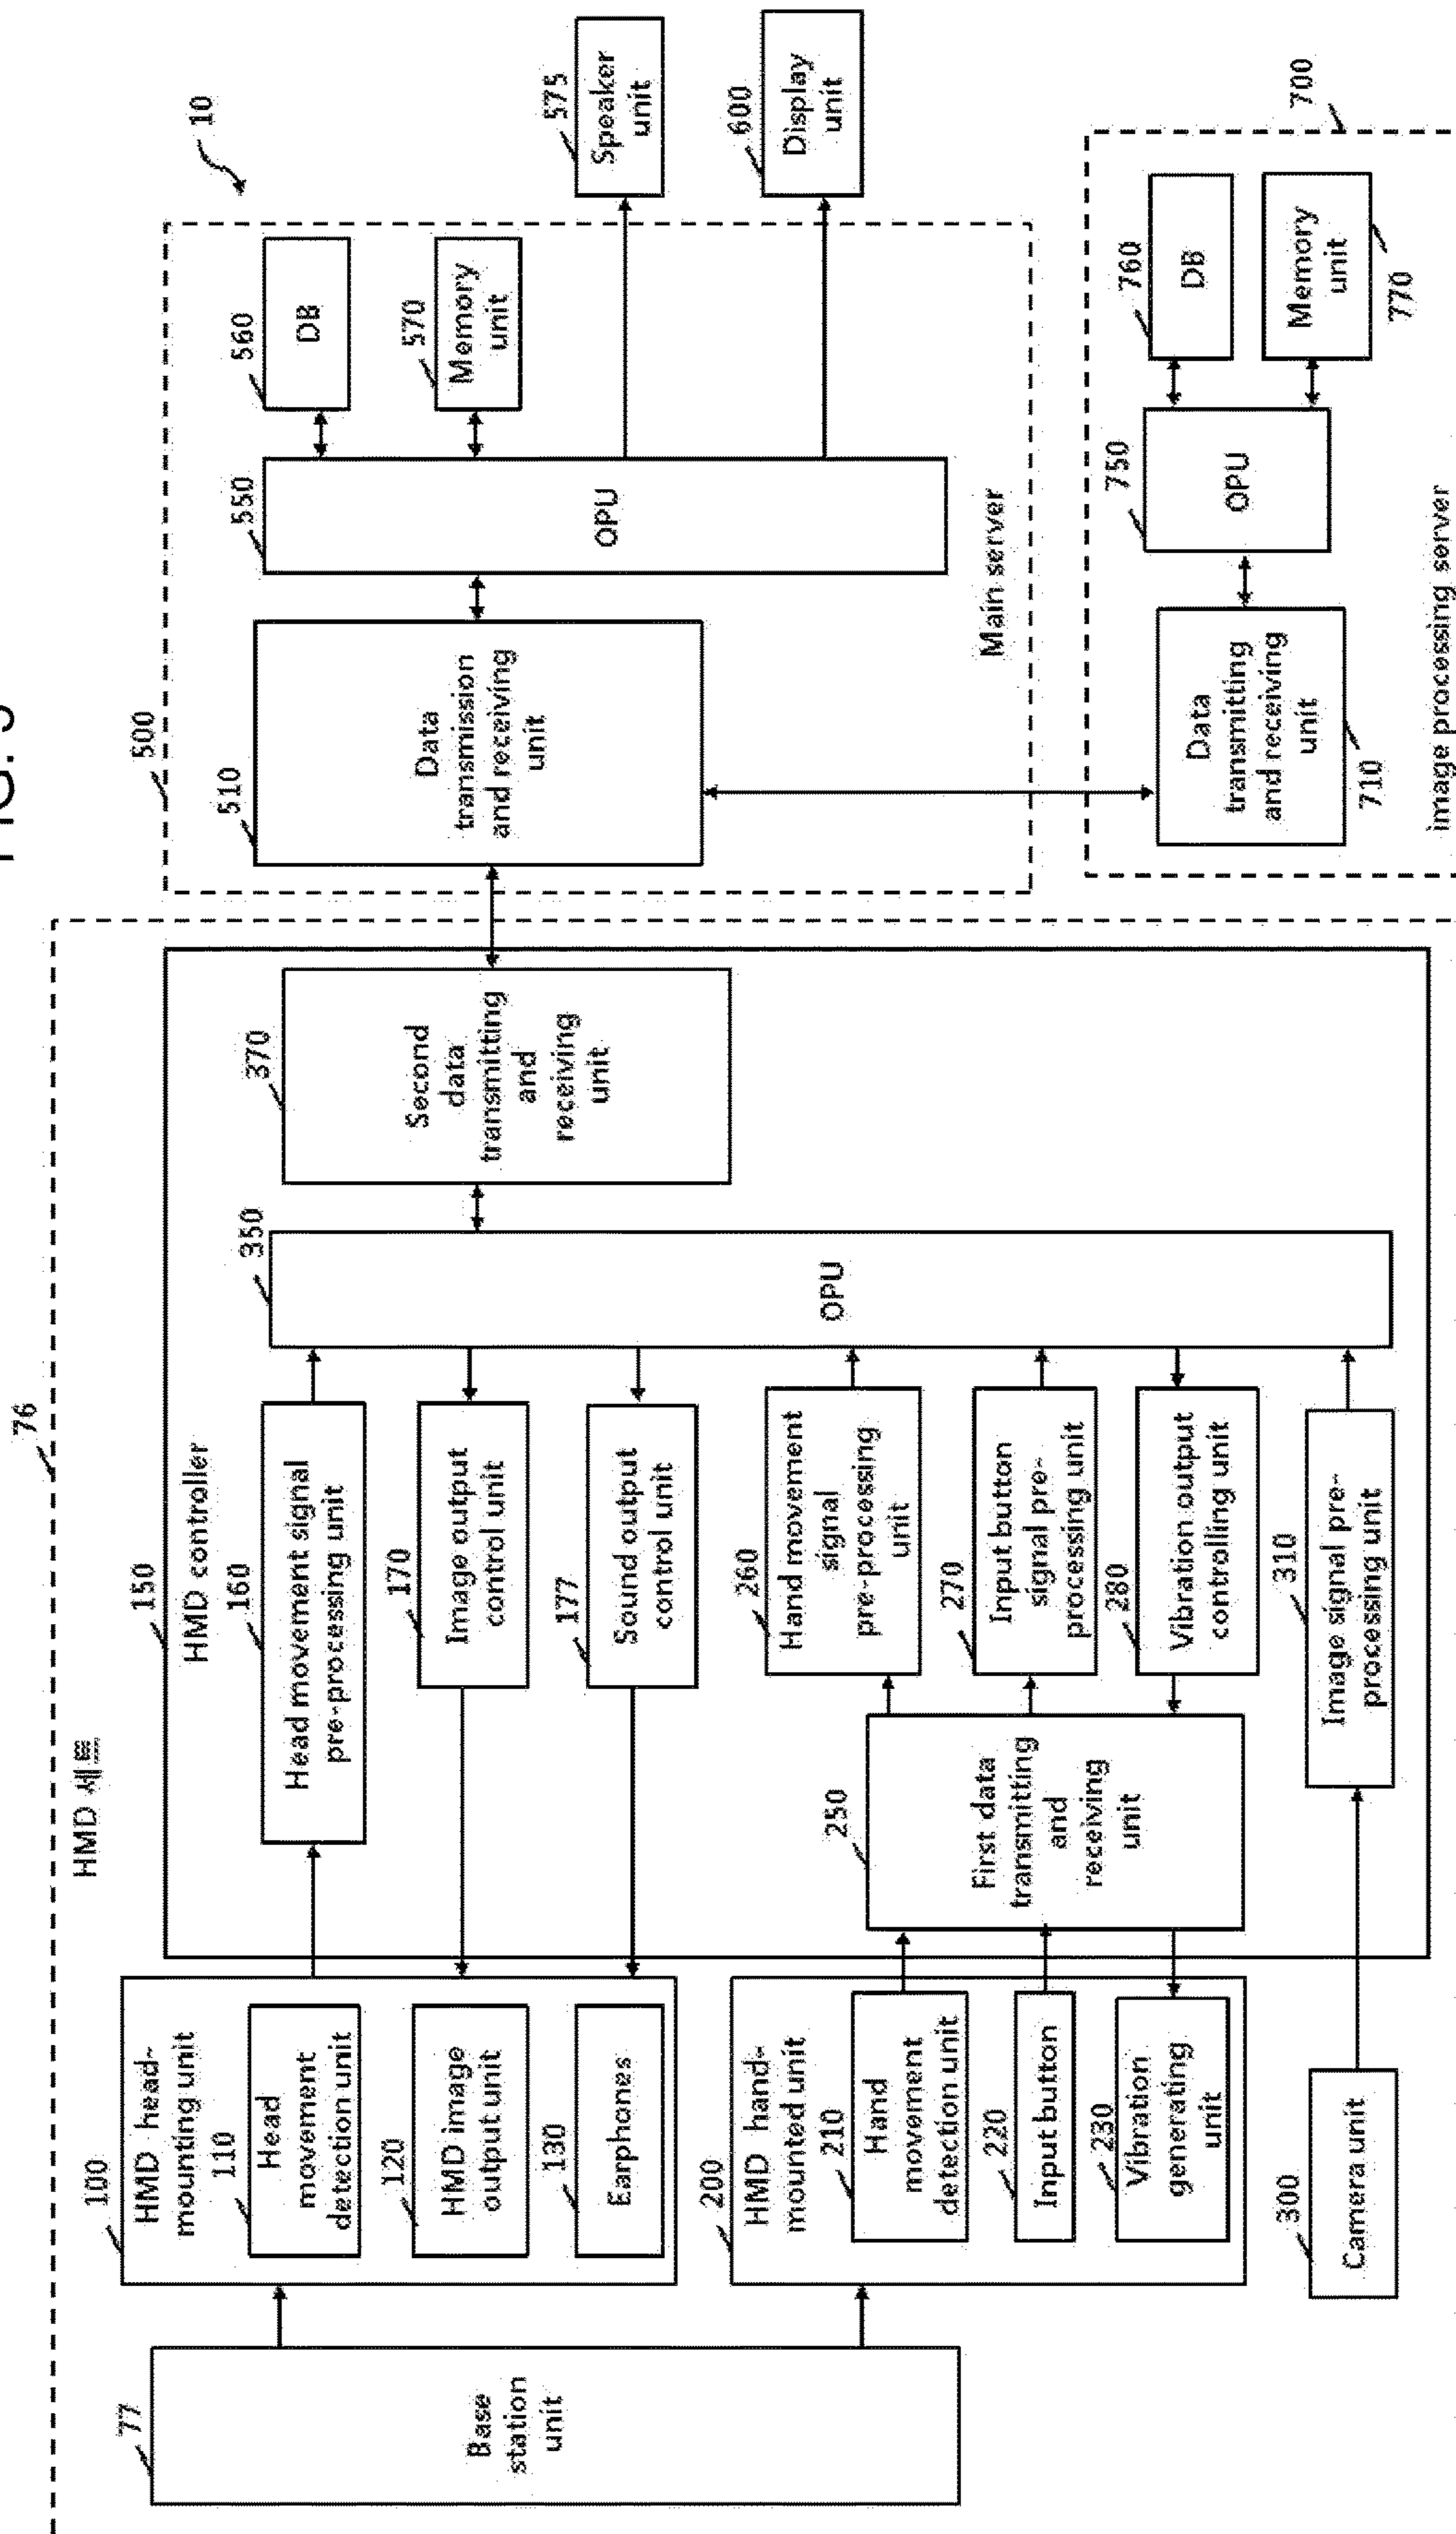 FIG.
76
HMD 세트
77
Base
station
unit
100
HMD head-
mounting unit
110
Head
movement
detection unit
120
HMD image
output unit
130
Earphones
200
HMD hand-
mounted unit
210
Hand
movement
detection unit
220
Input button
230
Vibration
generating
unit
300
Camera unit
150
HMD controller
160
Head movement signal
pre-processing unit
170
Image output
control unit
177
Sound output
control unit
250
First data
transmitting
and
receiving
unit
260
Hand movement
signal
pre-processing
unit
270
Input button
signal pre-
processing unit
280
Vibration output
controlling unit
310
Image signal pre-
processing unit
350
OPU
370
Second
data
transmitting
and
receiving
unit
10
500
510
Data
transmission
and receiving
unit
550
OPU
560
DB
570
Memory
unit
Main server
575
Speaker
unit
600
Display
unit
700
710
Data
transmitting
and receiving
unit
750
OPU
760
DB
Memory
unit
770
image processing server